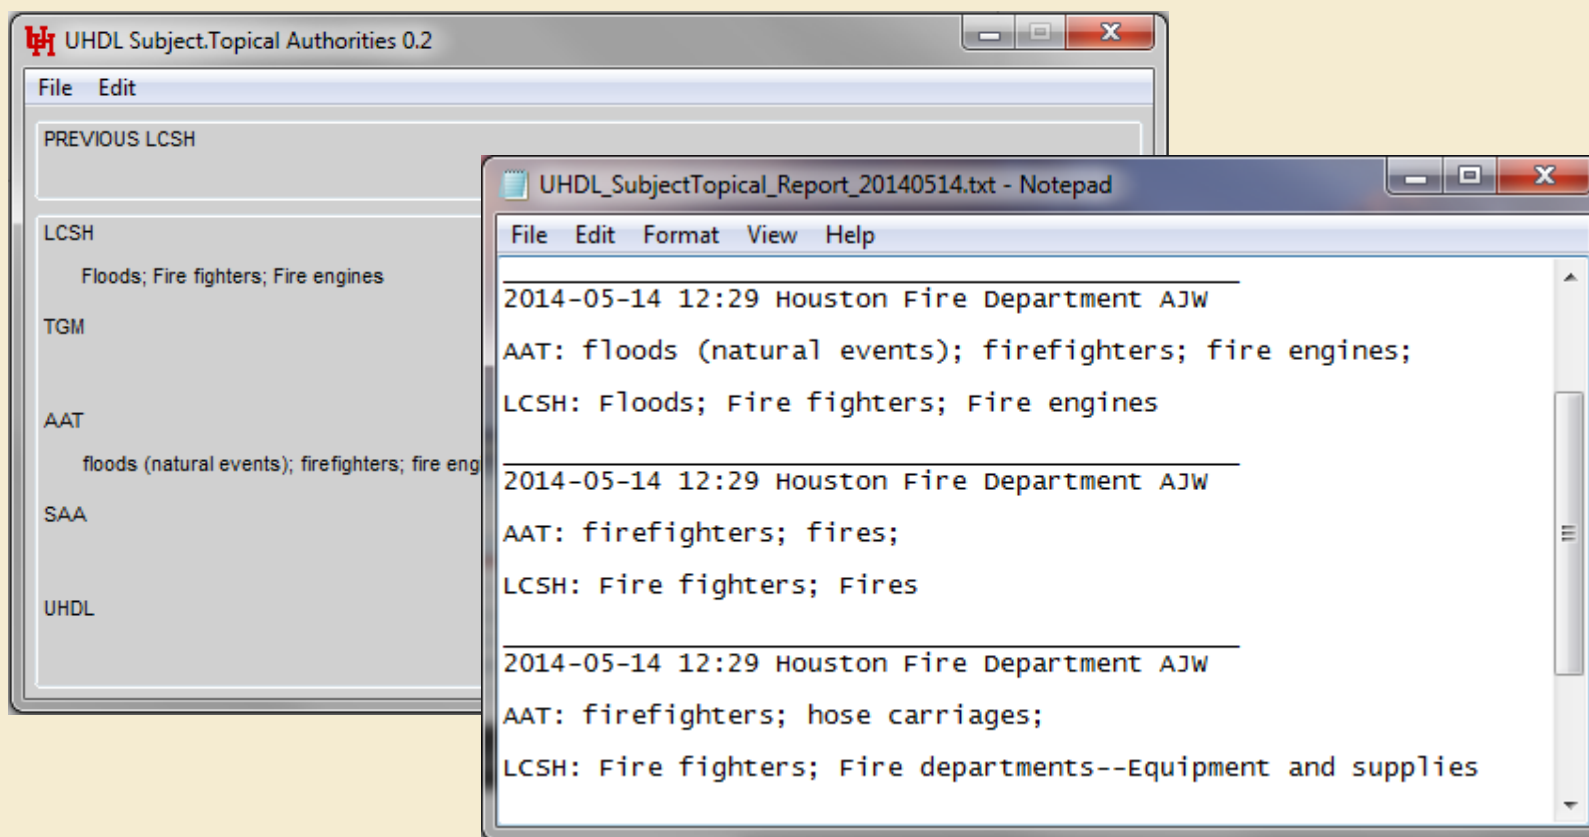 UHDL Subject.Topical Authorities 0.2
File Edit
PREVIOUS LCSH
LCSH
Floods; Fire fighters; Fire engines
TGM
AAT
floods (natural events); firefighters; fire eng
SAA
UHDL
UHDL_SubjectTopical_Report_20140514.txt - Notepad
File Edit Format View Help
2014-05-14 12:29 Houston Fire Department AJW
AAT: floods (natural events); firefighters; fire engines;
LCSH: Floods; Fire fighters; Fire engines
2014-05-14 12:29 Houston Fire Department AJW
AAT: firefighters; fires;
LCSH: Fire fighters; Fires
2014-05-14 12:29 Houston Fire Department AJW
AAT: firefighters; hose carriages;
LCSH: Fire fighters; Fire departments--Equipment and supplies